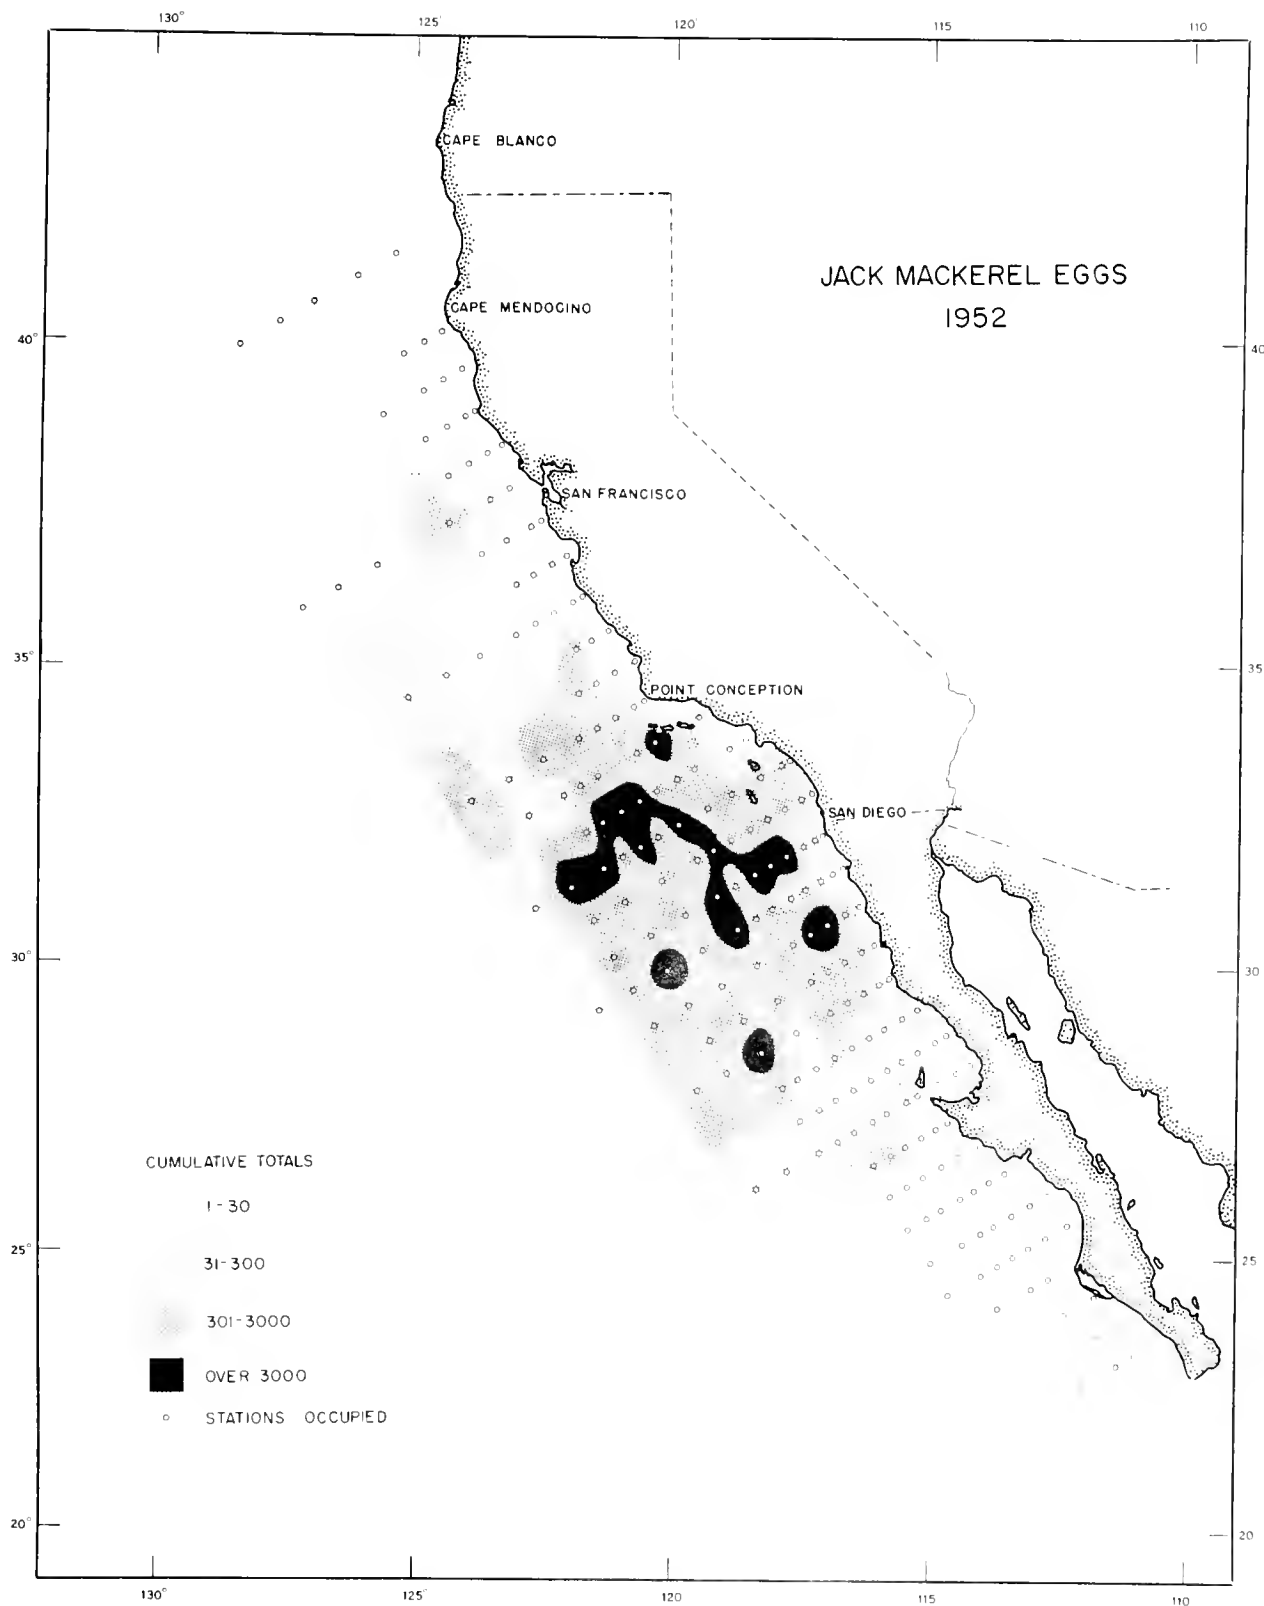 130° 125° 120° 115 110
CAPE BLANCO
JACK MACKEREL EGGS
1952
CAPE MENDOCINO
40° 40
SAN FRANCISCO
35° 35
POINT CONCEPTION
SAN DIEGO
30° 30
CUMULATIVE TOTALS
1-30
25° 25
31-300
301-3000
OVER 3000
STATIONS OCCUPIED
20° 20
130° 125° 120 115 110